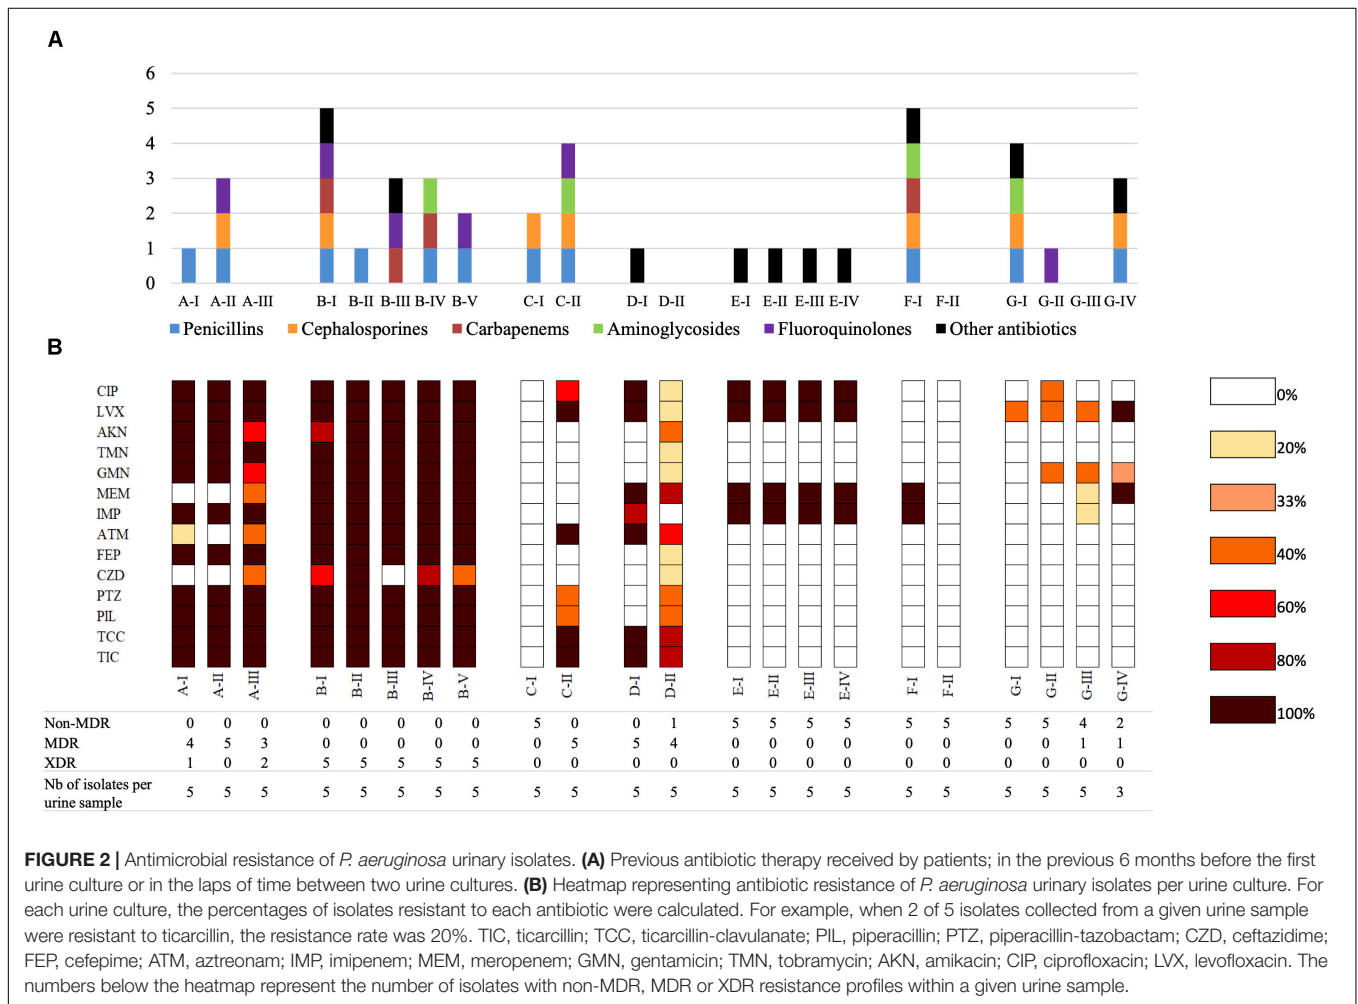 A
6
5
4
3
2
1
0
A-I A-II A-III B-I B-II B-III B-IV B-V C-I C-II D-I D-II E-I E-II E-III E-IV F-I F-II G-I G-II G-III G-IV
Penicillins Cephalosporines Carbapenems Aminoglycosides Fluoroquinolones Other antibiotics
B
CIP
LVX
AKN
TMN
GMN
MEM
IMP
ATM
FEP
CZD
PTZ
PIL
TCC
TIC
0%
20%
33%
40%
60%
80%
100%
A-I A-II A-III B-I B-II B-III B-IV B-V C-I C-II D-I D-II E-I E-II E-III E-IV F-I F-II G-I G-II G-III G-IV
Non-MDR 0 0 0 0 0 0 0 0 5 0 0 1 5 5 5 5 5 5 5 5 4 2
MDR 4 5 3 0 0 0 0 0 0 5 5 4 0 0 0 0 0 0 0 0 1 1
XDR 1 0 2 5 5 5 5 5 0 0 0 0 0 0 0 0 0 0 0 0 0 0
Nb of isolates per
urine sample 5 5 5 5 5 5 5 5 5 5 5 5 5 5 5 5 5 5 5 5 5 3
FIGURE 2 | Antimicrobial resistance of P. aeruginosa urinary isolates. (A) Previous antibiotic therapy received by patients; in the previous 6 months before the first
urine culture or in the laps of time between two urine cultures. (B) Heatmap representing antibiotic resistance of P. aeruginosa urinary isolates per urine culture. For
each urine culture, the percentages of isolates resistant to each antibiotic were calculated. For example, when 2 of 5 isolates collected from a given urine sample
were resistant to ticarcillin, the resistance rate was 20%. TIC, ticarcillin; TCC, ticarcillin-clavulanate; PIL, piperacillin; PTZ, piperacillin-tazobactam; CZD, ceftazidime;
FEP, cefepime; ATM, aztreonam; IMP, imipenem; MEM, meropenem; GMN, gentamicin; TMN, tobramycin; AKN, amikacin; CIP, ciprofloxacin; LVX, levofloxacin. The
numbers below the heatmap represent the number of isolates with non-MDR, MDR or XDR resistance profiles within a given urine sample.